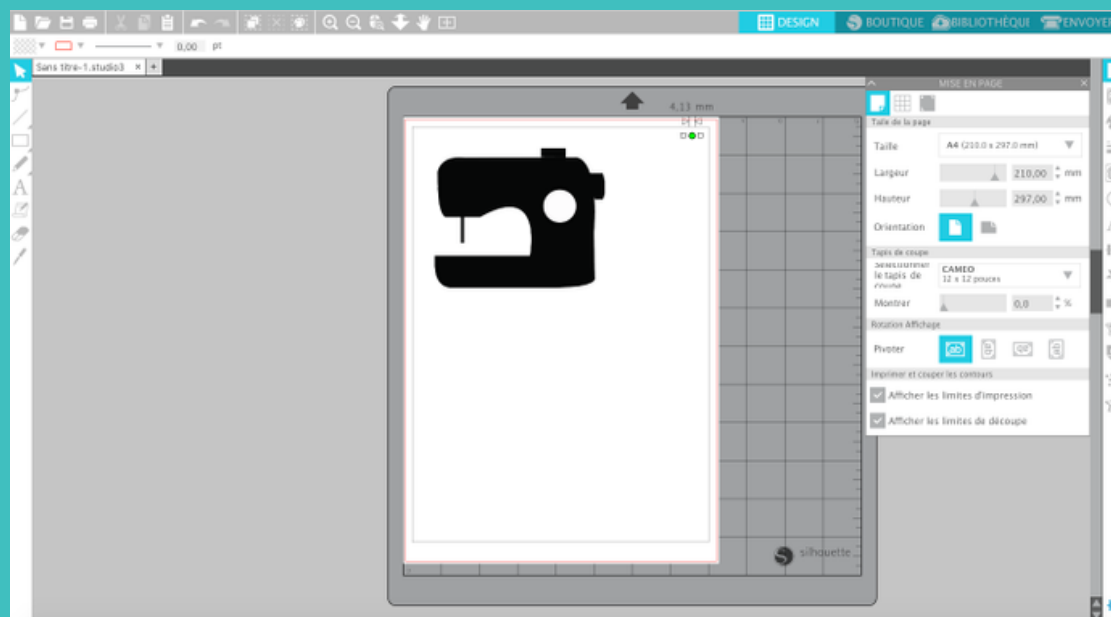 DESIGN
BOUTIQUE
BIBLIOTHÈQUI
ENVOYER
0,00 pt
Sans titre-1.studio3 × +
MISE EN PAGE
4,13 mm
Taille de la page
Taille A4 (210.0 x 297.0 mm)
Largeur 210,00 mm
Hauteur 297,00 mm
Orientation
Tapis de coupe
Sélectionner
le tapis de
coupe
CAMEO
12 x 12 pouces
Montrer 0,0 %
Rotation Affichage
Pivoter
Imprimer et couper les contours
Afficher les limites d'impression
Afficher les limites de découpe
silhouette